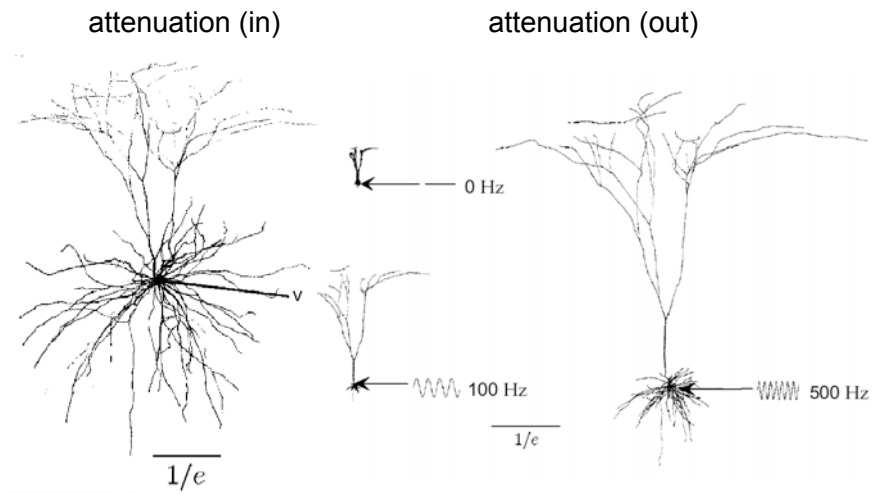 attenuation (in)
attenuation (out)
0 Hz
v
100 Hz
500 Hz
1/e
1/e